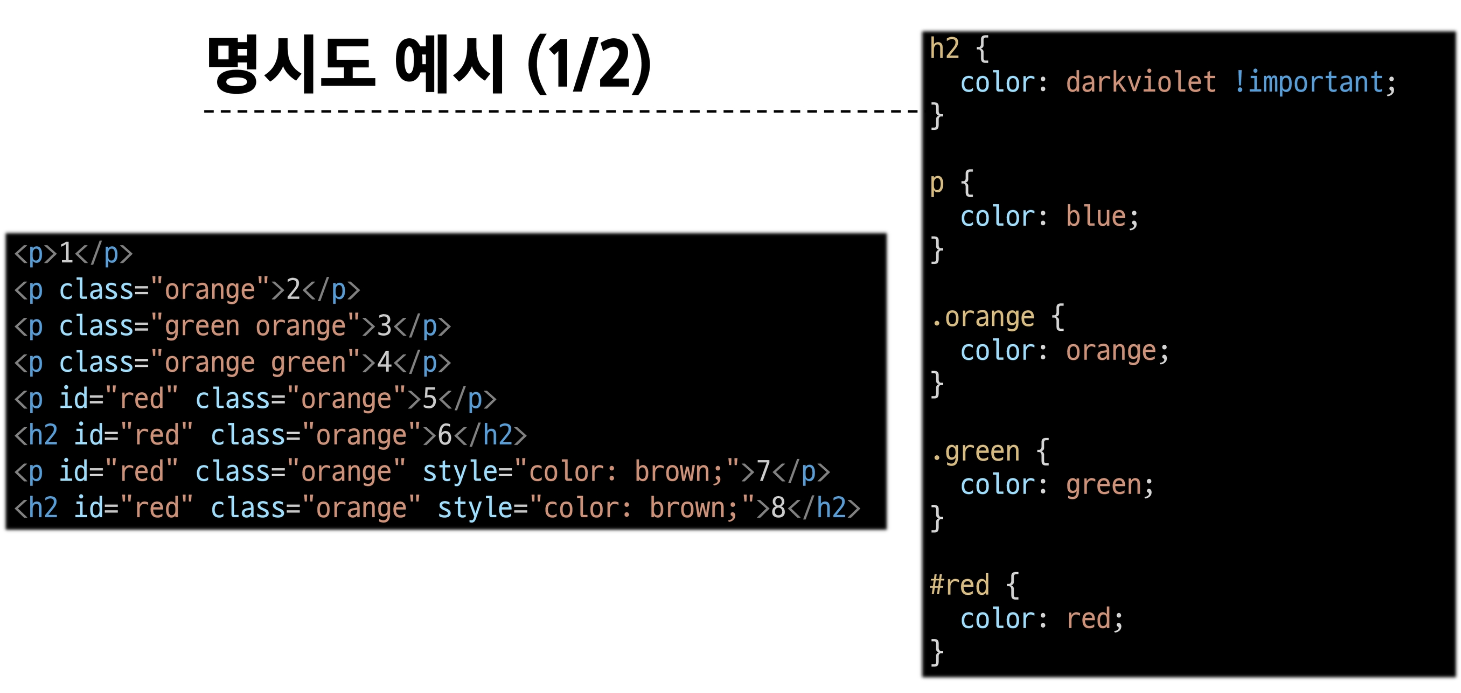 명시도 예시 (1/2)
<p>1</p>
<p class="orange">2</p>
<p class="green orange">3</p>
<p class="orange green">4</p>
<p id="red" class="orange">5</p>
<h2 id="red" class="orange">6</h2>
<p id="red" class="orange" style="color: brown;">7</p>
<h2 id="red" class="orange" style="color: brown;">8</h2>
h2 {
  color: darkviolet !important;
}
p {
  color: blue;
}
.orange {
  color: orange;
}
.green {
  color: green;
}
#red {
  color: red;
}